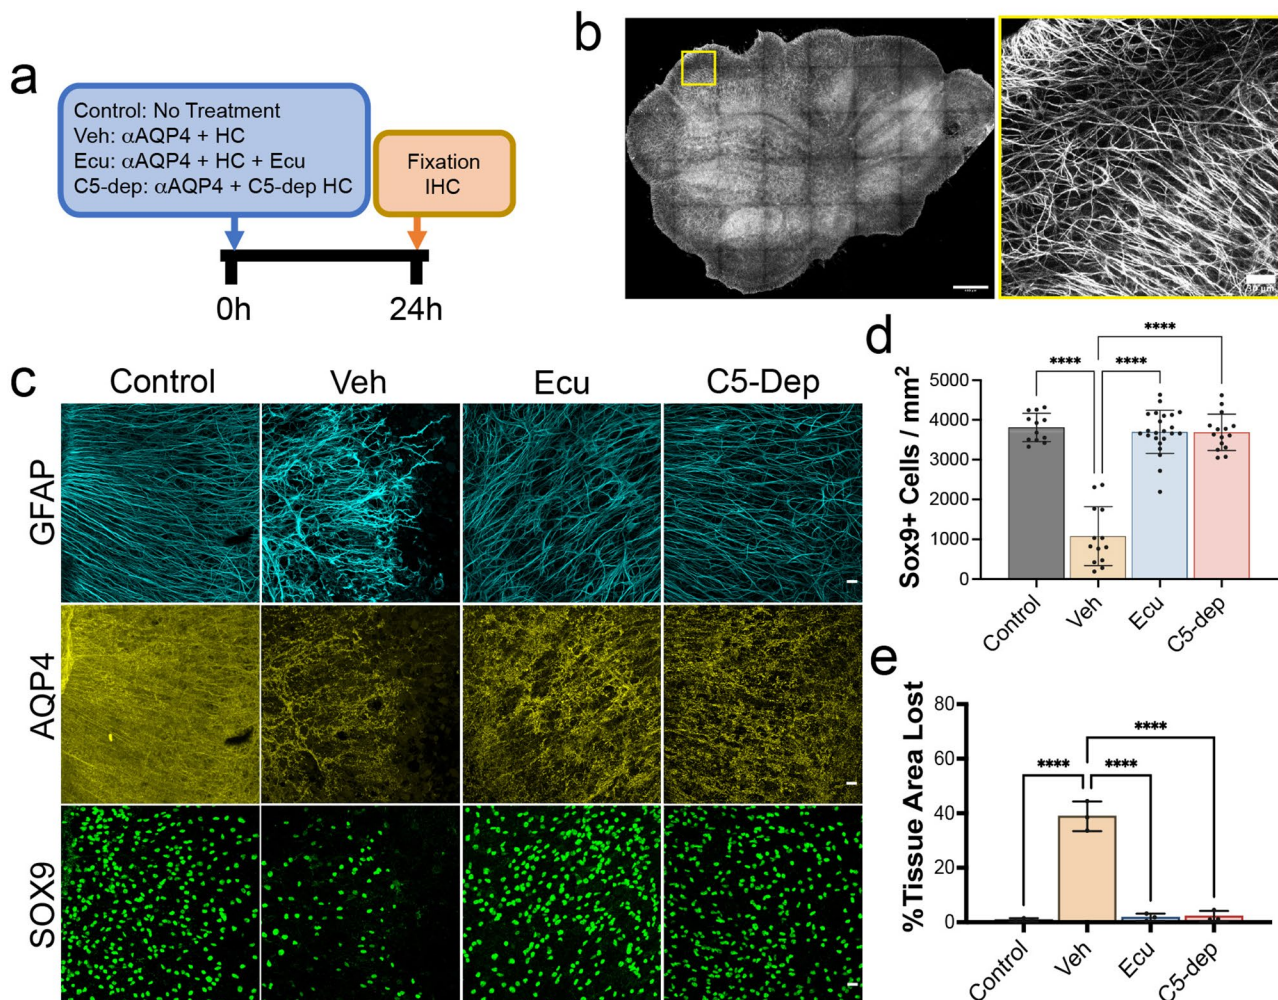 a
Control: No Treatment
Veh: αAQP4 + HC
Ecu: αAQP4 + HC + Ecu
C5-dep: αAQP4 + C5-dep HC
Fixation
IHC
0h
24h
b
30 µm
c
Control
Veh
Ecu
C5-Dep
GFAP
AQP4
SOX9
d
****
**** ****
Sox9+ Cells / mm²
5000
4000
3000
2000
1000
0
Control
Veh
Ecu
C5-dep
e
****
**** ****
%Tissue Area Lost
80
60
40
20
0
Control
Veh
Ecu
C5-dep